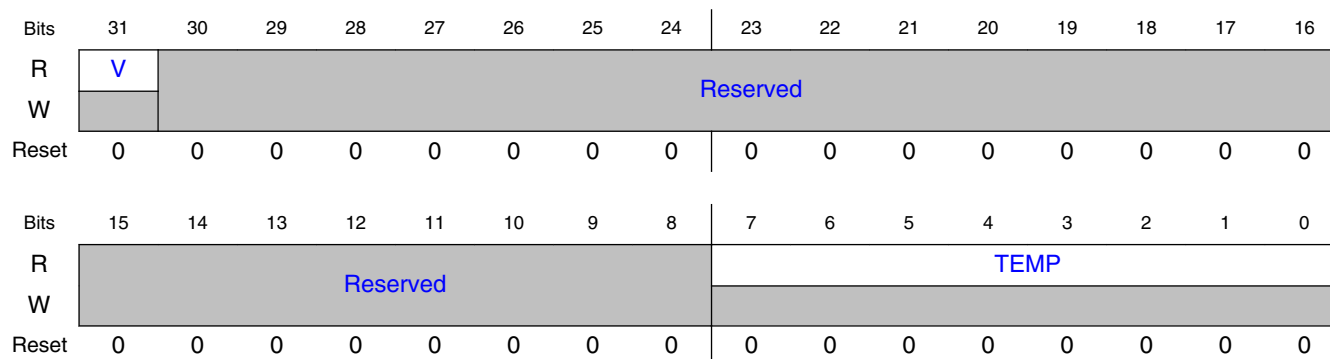 Bits 31 30 29 28 27 26 25 24 23 22 21 20 19 18 17 16
R V Reserved
W
Reset 0 0 0 0 0 0 0 0 0 0 0 0 0 0 0 0
Bits 15 14 13 12 11 10 9 8 7 6 5 4 3 2 1 0
R Reserved TEMP
W
Reset 0 0 0 0 0 0 0 0 0 0 0 0 0 0 0 0